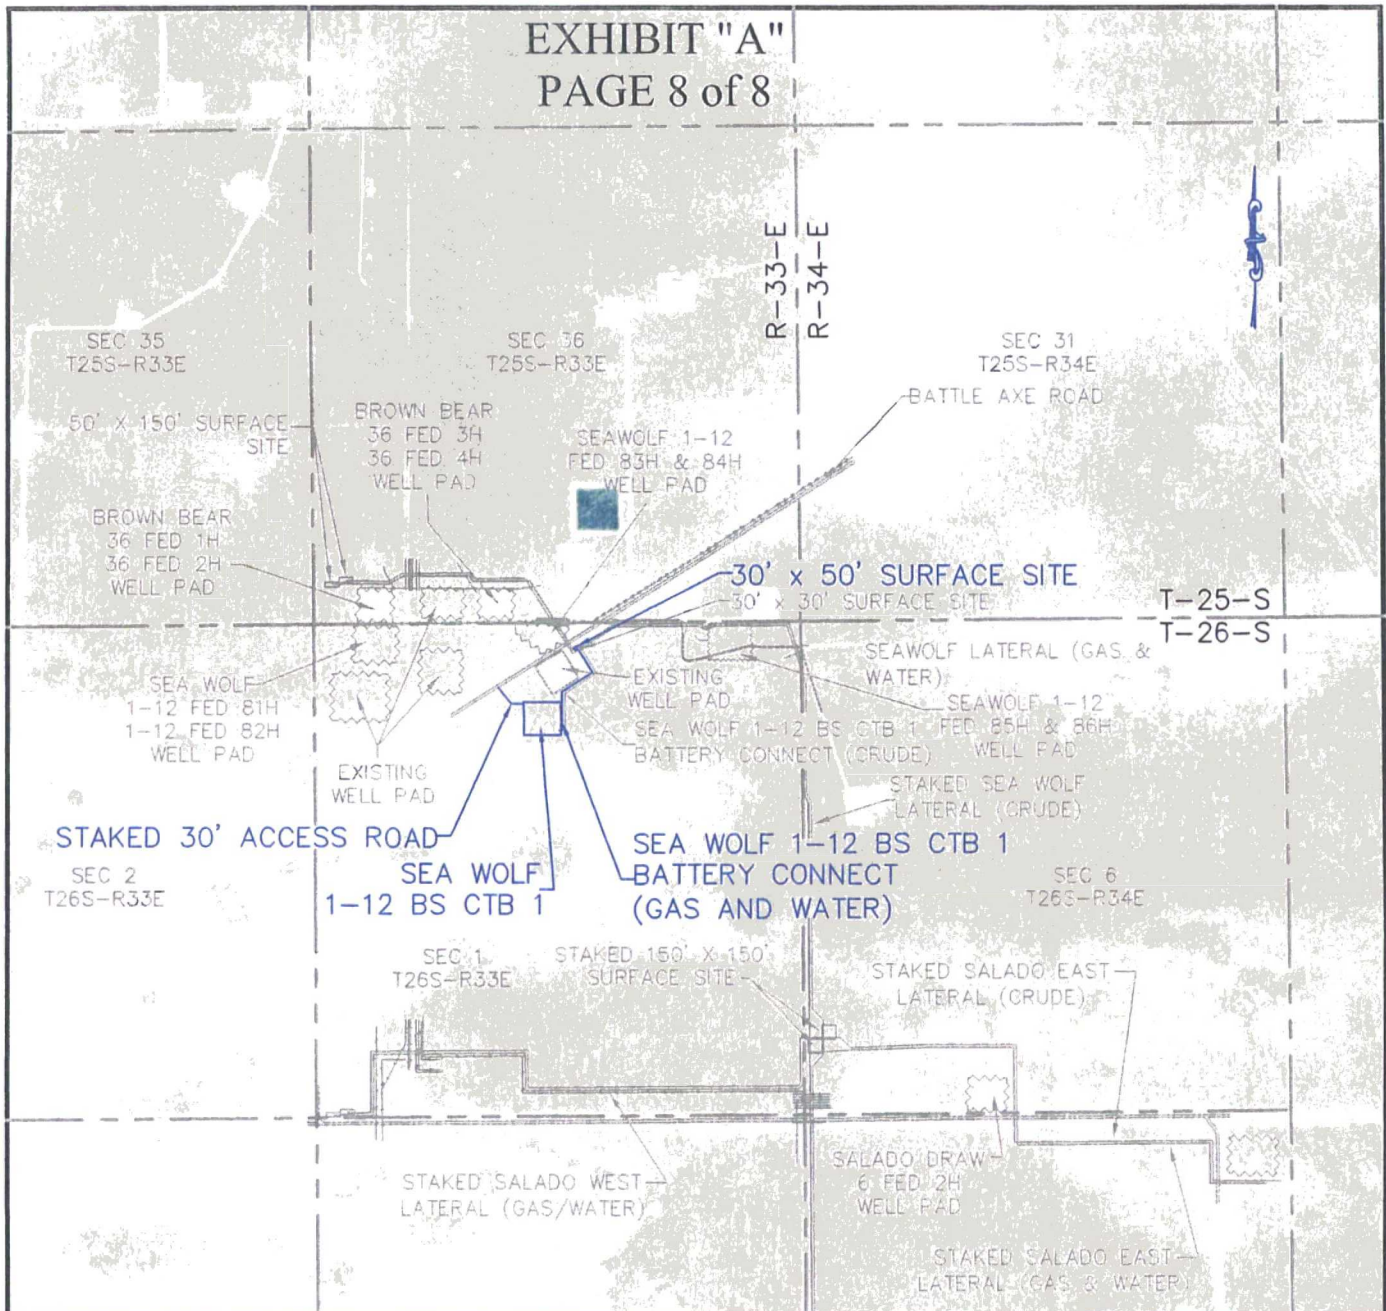 EXHIBIT "A"
PAGE 8 of 8
R-33-E
R-34-E
SEC 35
T25S-R33E
SEC 36
T25S-R33E
SEC 31
T25S-R34E
BATTLE AXE ROAD
50' X 150' SURFACE
SITE
BROWN BEAR
36 FED 3H
36 FED 4H
WELL PAD
SEAWOLF 1-12
FED 83H & 84H
WELL PAD
BROWN BEAR
36 FED 1H
36 FED 2H
WELL PAD
30' x 50' SURFACE SITE
30' x 30' SURFACE SITE
T-25-S
T-26-S
SEAWOLF LATERAL (GAS &
WATER)
SEA WOLF
1-12 FED 81H
1-12 FED 82H
WELL PAD
EXISTING
WELL PAD
SEAWOLF 1-12
FED 85H & 86H
WELL PAD
SEA WOLF 1-12 BS CTB 1
BATTERY CONNECT (CRUDE)
EXISTING
WELL PAD
STAKED SEA WOLF
LATERAL (CRUDE)
STAKED 30' ACCESS ROAD
SEA WOLF
1-12 BS CTB 1
SEA WOLF 1-12 BS CTB 1
BATTERY CONNECT
(GAS AND WATER)
SEC 2
T26S-R33E
SEC 6
T26S-R34E
SEC 1
T26S-R33E
STAKED 150' X 150'
SURFACE SITE
STAKED SALADO EAST
LATERAL (CRUDE)
STAKED SALADO WEST
LATERAL (GAS/WATER)
SALADO DRAW
6 FED 2H
WELL PAD
STAKED SALADO EAST
LATERAL (GAS & WATER)